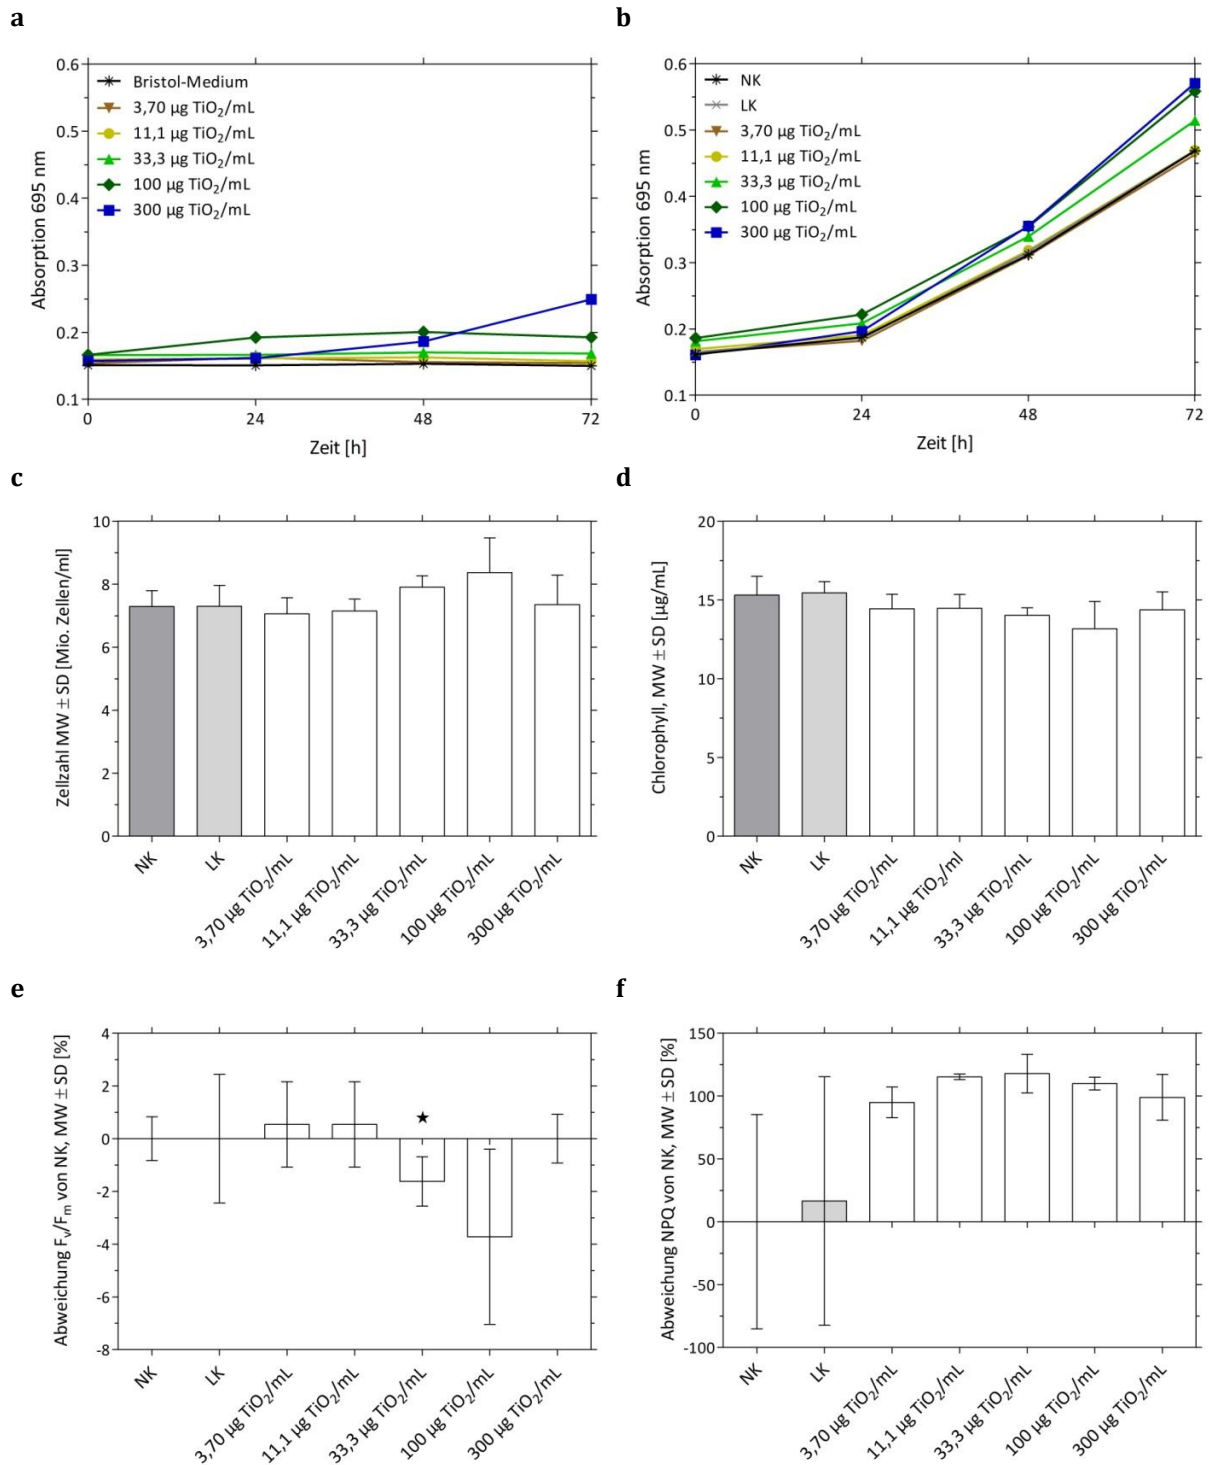 a
0.6
0.5
0.4
0.3
0.2
0.1
Absorption 695 nm
Bristol-Medium
3,70 µg TiO₂/mL
11,1 µg TiO₂/mL
33,3 µg TiO₂/mL
100 µg TiO₂/mL
300 µg TiO₂/mL
0 24 48 72
Zeit [h]
b
0.6
0.5
0.4
0.3
0.2
0.1
Absorption 695 nm
NK
LK
3,70 µg TiO₂/mL
11,1 µg TiO₂/mL
33,3 µg TiO₂/mL
100 µg TiO₂/mL
300 µg TiO₂/mL
0 24 48 72
Zeit [h]
c
10
8
6
4
2
0
Zellzahl MW ± SD [Mio. Zellen/ml]
NK
LK
3,70 µg TiO₂/mL
11,1 µg TiO₂/mL
33,3 µg TiO₂/mL
100 µg TiO₂/mL
300 µg TiO₂/mL
d
20
15
10
5
0
Chlorophyll, MW ± SD [µg/mL]
NK
LK
3,70 µg TiO₂/mL
11,1 µg TiO₂/ml
33,3 µg TiO₂/mL
100 µg TiO₂/mL
300 µg TiO₂/mL
e
4
2
0
-2
-4
-6
-8
Abweichung Fᵥ/Fₘ von NK, MW ± SD [%]
★
NK
LK
3,70 µg TiO₂/mL
11,1 µg TiO₂/mL
33,3 µg TiO₂/mL
100 µg TiO₂/mL
300 µg TiO₂/mL
f
150
100
50
0
-50
-100
Abweichung NPQ von NK, MW ± SD [%]
NK
LK
3,70 µg TiO₂/mL
11,1 µg TiO₂/mL
33,3 µg TiO₂/mL
100 µg TiO₂/mL
300 µg TiO₂/mL